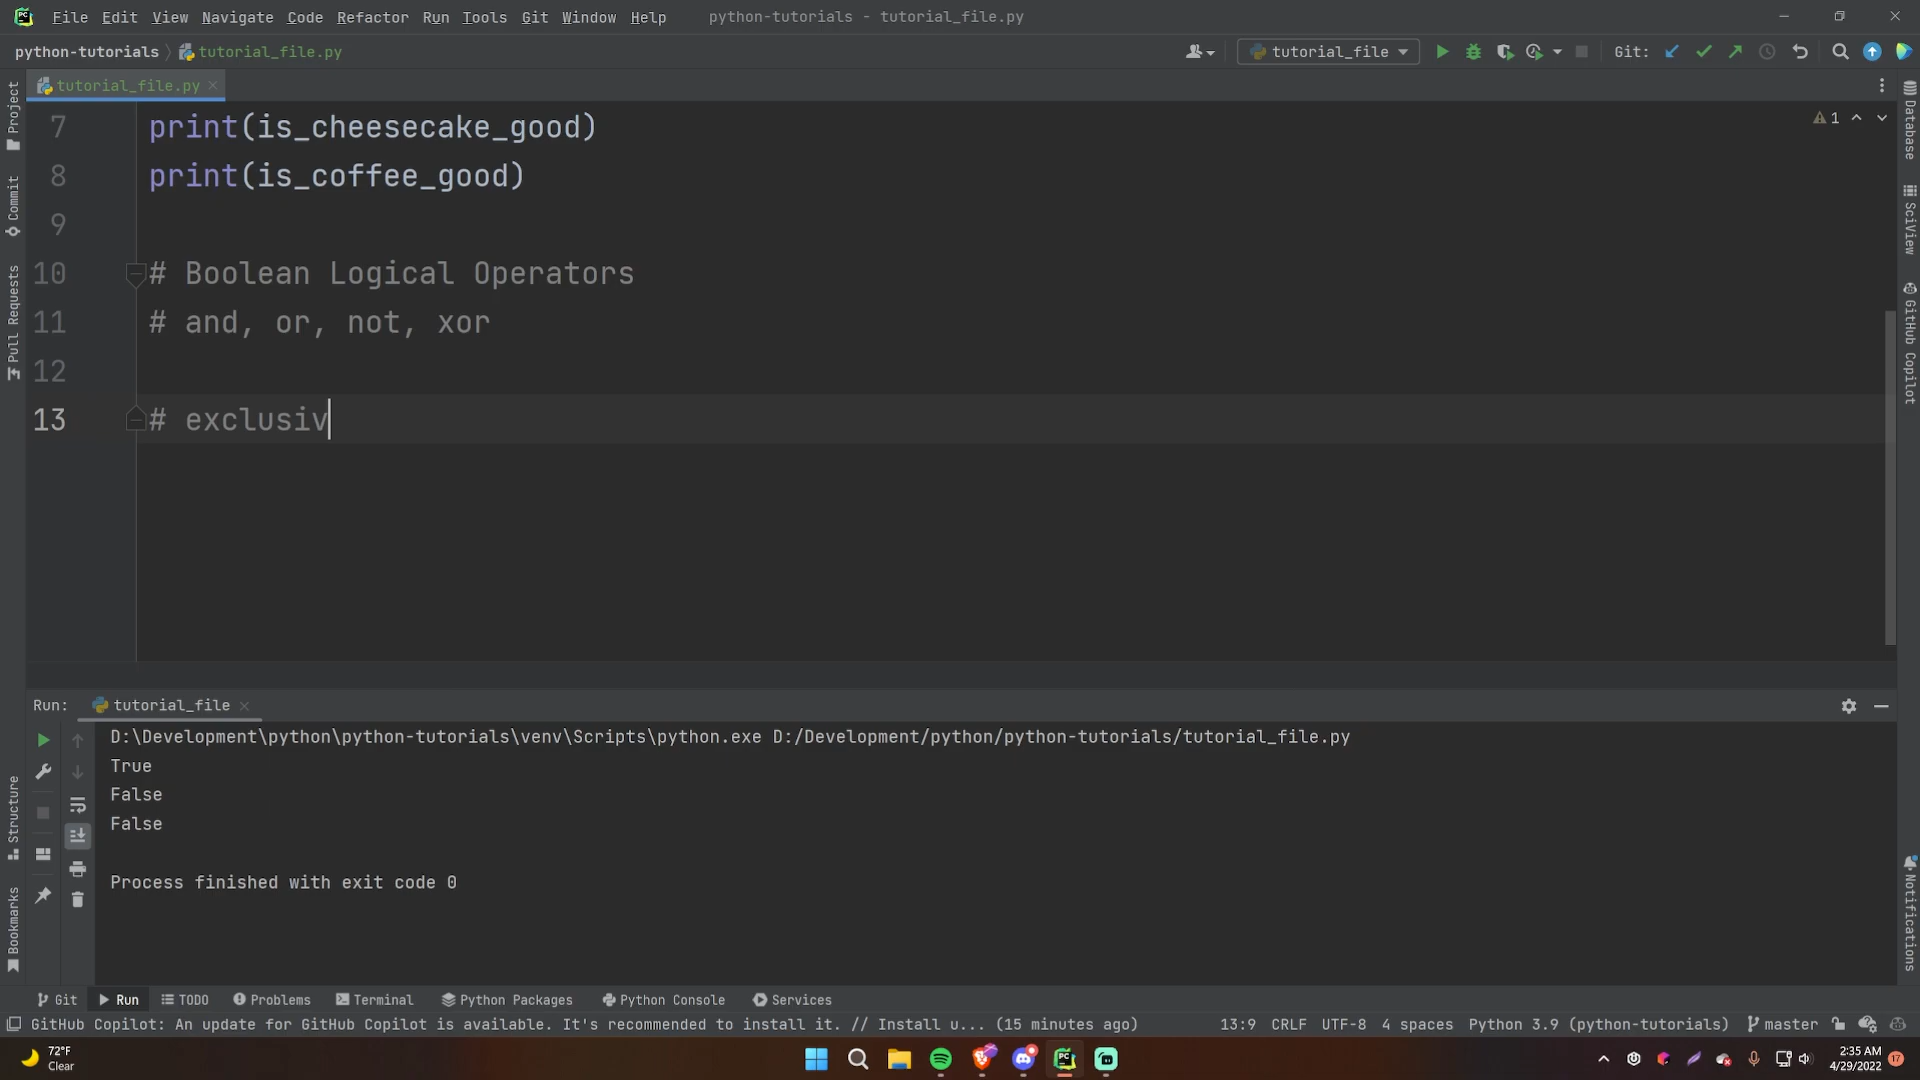 File Edit View Navigate Code Refactor Run Tools Git Window Help python-tutorials - tutorial_file.py
python-tutorials tutorial_file.py tutorial_file Git:
tutorial_file.py
1
7 print(is_cheesecake_good)
8 print(is_coffee_good)
9
10 # Boolean Logical Operators
11 # and, or, not, xor
12
13 # exclusiv
Project
Commit
Pull Requests
Structure
Bookmarks
Database
SciView
GitHub Copilot
Notifications
Run: tutorial_file
D:\Development\python\python-tutorials\venv\Scripts\python.exe D:/Development/python/python-tutorials/tutorial_file.py
True
False
False
Process finished with exit code 0
Git Run TODO Problems Terminal Python Packages Python Console Services
GitHub Copilot: An update for GitHub Copilot is available. It's recommended to install it. // Install u... (15 minutes ago) 13:9 CRLF UTF-8 4 spaces Python 3.9 (python-tutorials) master
72°F
Clear
PC
2:35 AM
4/29/2022
17